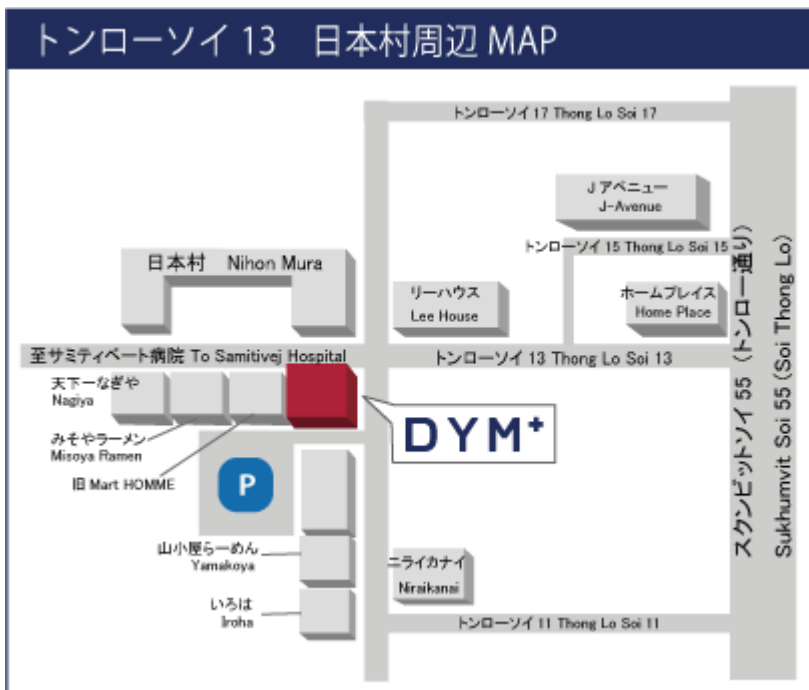 トンローソイ 13　日本村周辺 MAP
トンローソイ 17 Thong Lo Soi 17
J アベニュー
J-Avenue
トンローソイ 15 Thong Lo Soi 15
日本村　Nihon Mura
リーハウス
Lee House
ホームプレイス
Home Place
至サミティベート病院 To Samitivej Hospital
トンローソイ 13 Thong Lo Soi 13
スクンビットソイ 55（トンロー通り）
Sukhumvit Soi 55 (Soi Thong Lo)
天下一なぎや
Nagiya
みそやラーメン
Misoya Ramen
旧 Mart HOMME
DYM+
P
山小屋らーめん
Yamakoya
ニライカナイ
Niraikanai
いろは
Iroha
トンローソイ 11 Thong Lo Soi 11